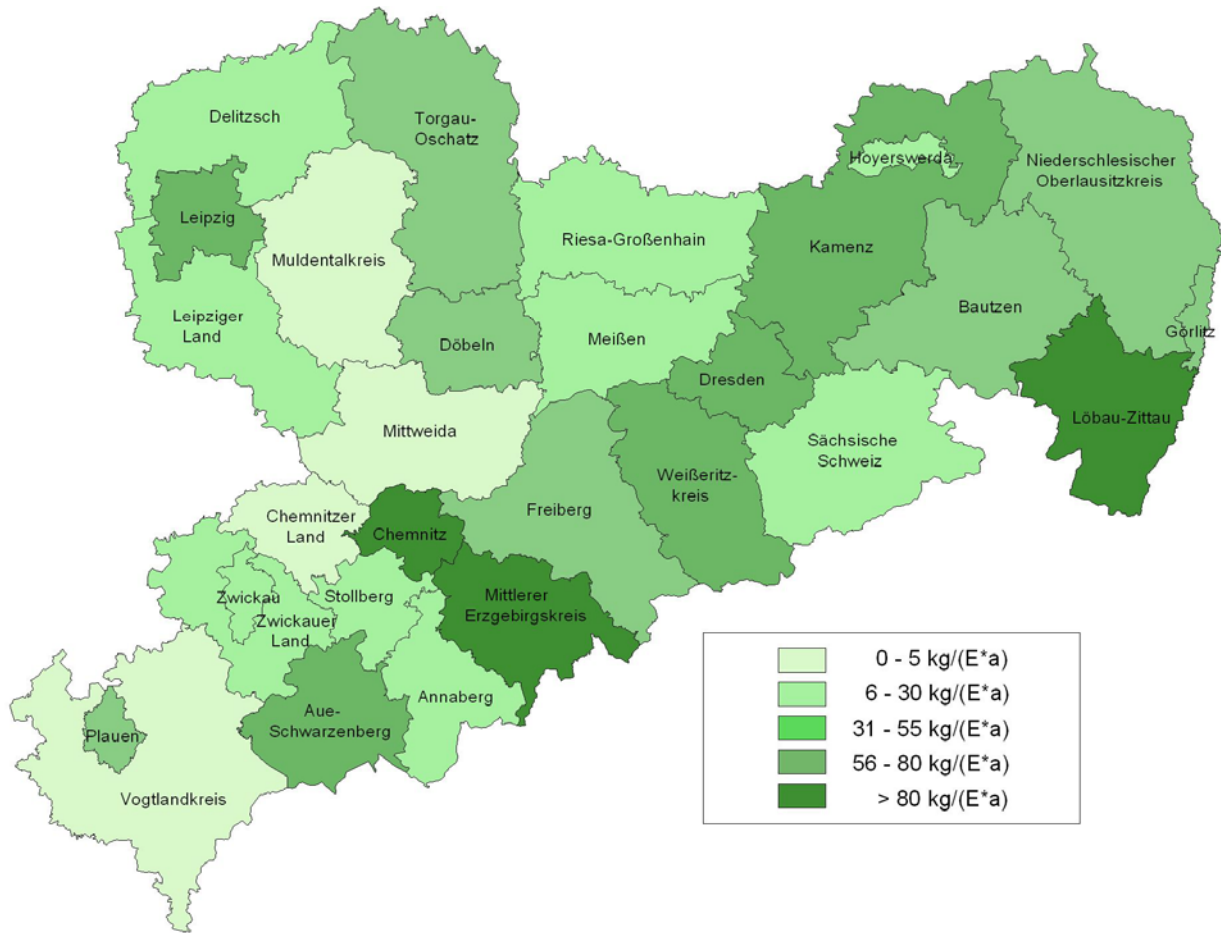 Delitzsch
Torgau-
Oschatz
Hoyerswerda
Niederschlesischer
Oberlausitzkreis
Leipzig
Riesa-Großenhain
Kamenz
Muldentalkreis
Bautzen
Leipziger
Land
Döbeln
Meißen
Görlitz
Dresden
Löbau-Zittau
Mittweida
Sächsische
Schweiz
Weißeritz-
kreis
Chemnitzer
Land
Chemnitz
Freiberg
Zwickau
Stollberg
Mittlerer
Erzgebirgskreis
Zwickauer
Land
Annaberg
Aue-
Schwarzenberg
Plauen
Vogtlandkreis
0 - 5 kg/(E*a)
6 - 30 kg/(E*a)
31 - 55 kg/(E*a)
56 - 80 kg/(E*a)
> 80 kg/(E*a)